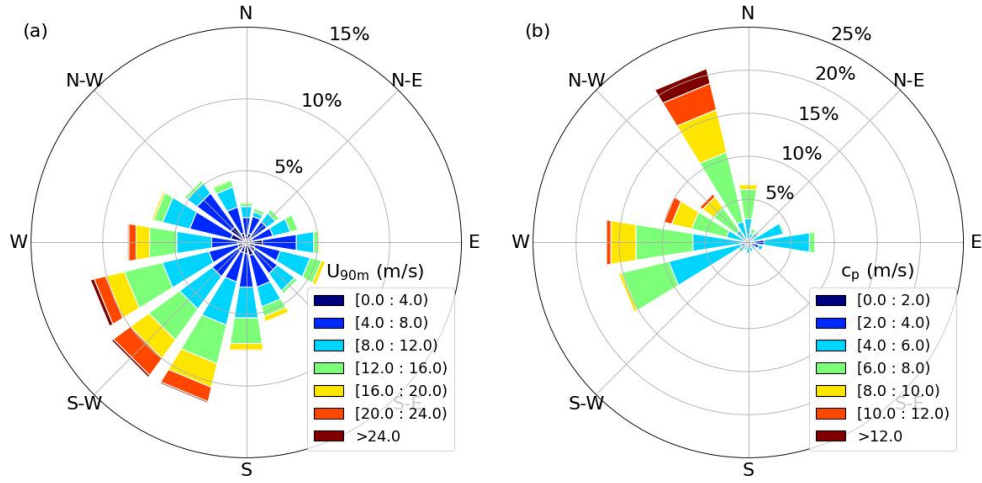 (a)
N
15%
N-W
N-E
10%
5%
W
E
U90m (m/s)
[0.0 : 4.0)
[4.0 : 8.0)
[8.0 : 12.0)
[12.0 : 16.0)
[16.0 : 20.0)
[20.0 : 24.0)
>24.0
S-W
S-E
S
(b)
N
25%
N-W
N-E
20%
15%
10%
5%
W
E
cp (m/s)
[0.0 : 2.0)
[2.0 : 4.0)
[4.0 : 6.0)
[6.0 : 8.0)
[8.0 : 10.0)
[10.0 : 12.0)
>12.0
S-W
S-E
S